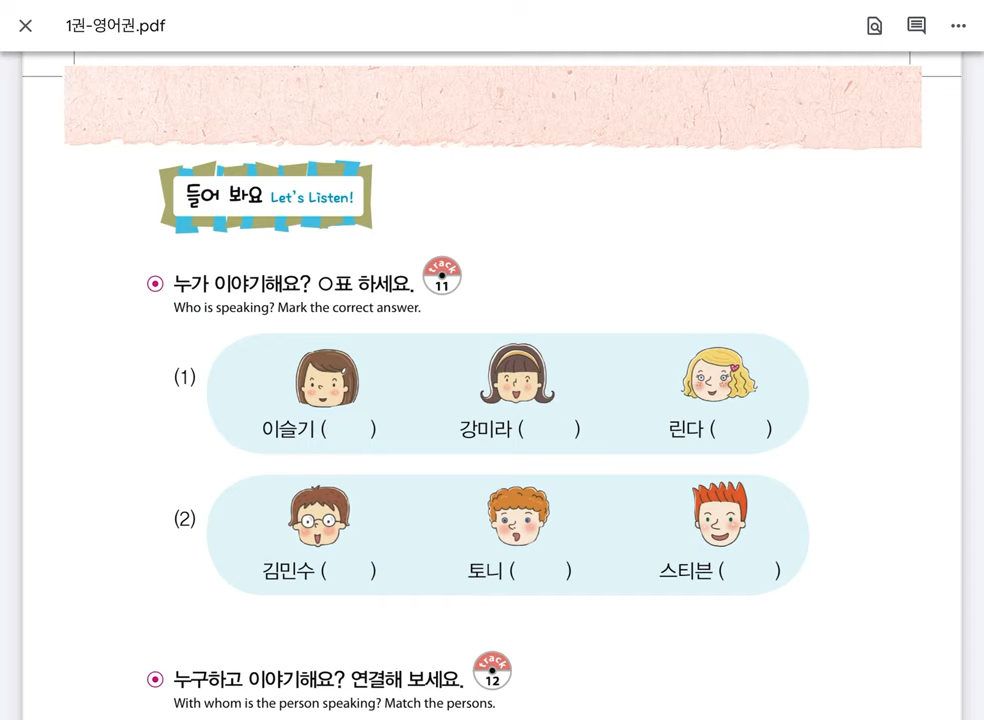 1권-영어권.pdf
들어 봐요 Let's Listen!
누가 이야기해요? ○표 하세요. track 11
Who is speaking? Mark the correct answer.
(1)
이슬기 ( ) 강미라 ( ) 린다 ( )
(2)
김민수 ( ) 토니 ( ) 스티븐 ( )
누구하고 이야기해요? 연결해 보세요. track 12
With whom is the person speaking? Match the persons.